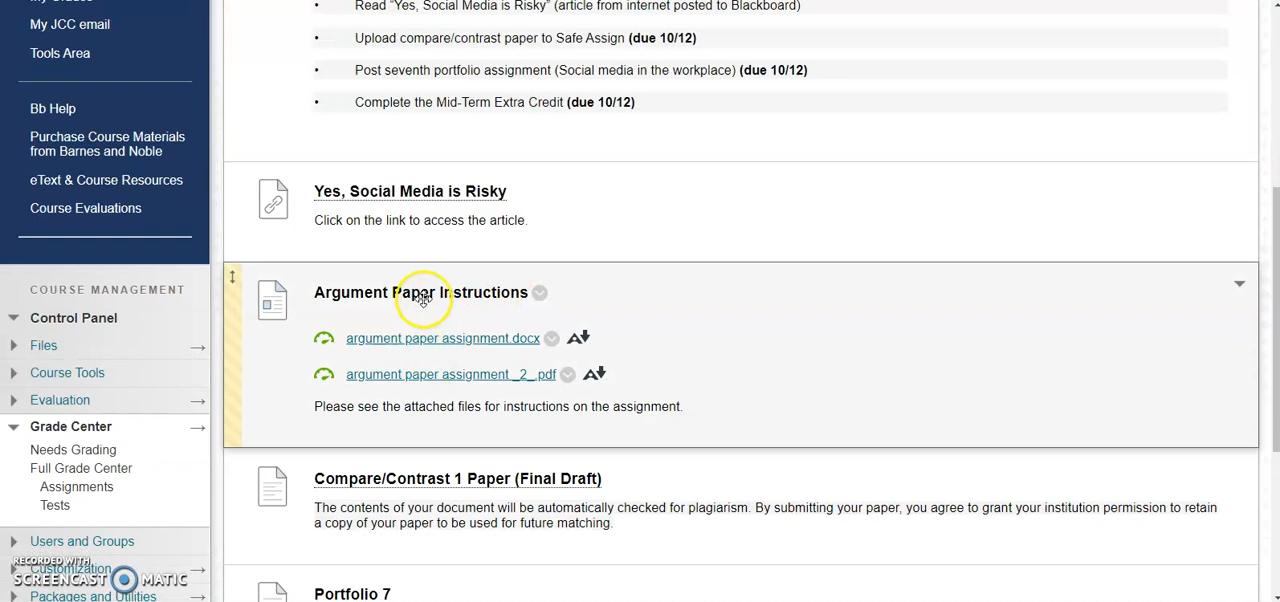 My JCC email
Tools Area
Bb Help
Purchase Course Materials
from Barnes and Noble
eText & Course Resources
Course Evaluations
COURSE MANAGEMENT
Control Panel
Files
Course Tools
Evaluation
Grade Center
Needs Grading
Full Grade Center
Assignments
Tests
Users and Groups
Customization
Packages and Utilities
RECORDED WITH
SCREENCAST MATIC
• Read “Yes, Social Media is Risky” (article from internet posted to Blackboard)
• Upload compare/contrast paper to Safe Assign (due 10/12)
• Post seventh portfolio assignment (Social media in the workplace) (due 10/12)
• Complete the Mid-Term Extra Credit (due 10/12)
Yes, Social Media is Risky
Click on the link to access the article.
Argument Paper Instructions
argument paper assignment.docx
argument paper assignment _2_.pdf
Please see the attached files for instructions on the assignment.
Compare/Contrast 1 Paper (Final Draft)
The contents of your document will be automatically checked for plagiarism. By submitting your paper, you agree to grant your institution permission to retain
a copy of your paper to be used for future matching.
Portfolio 7